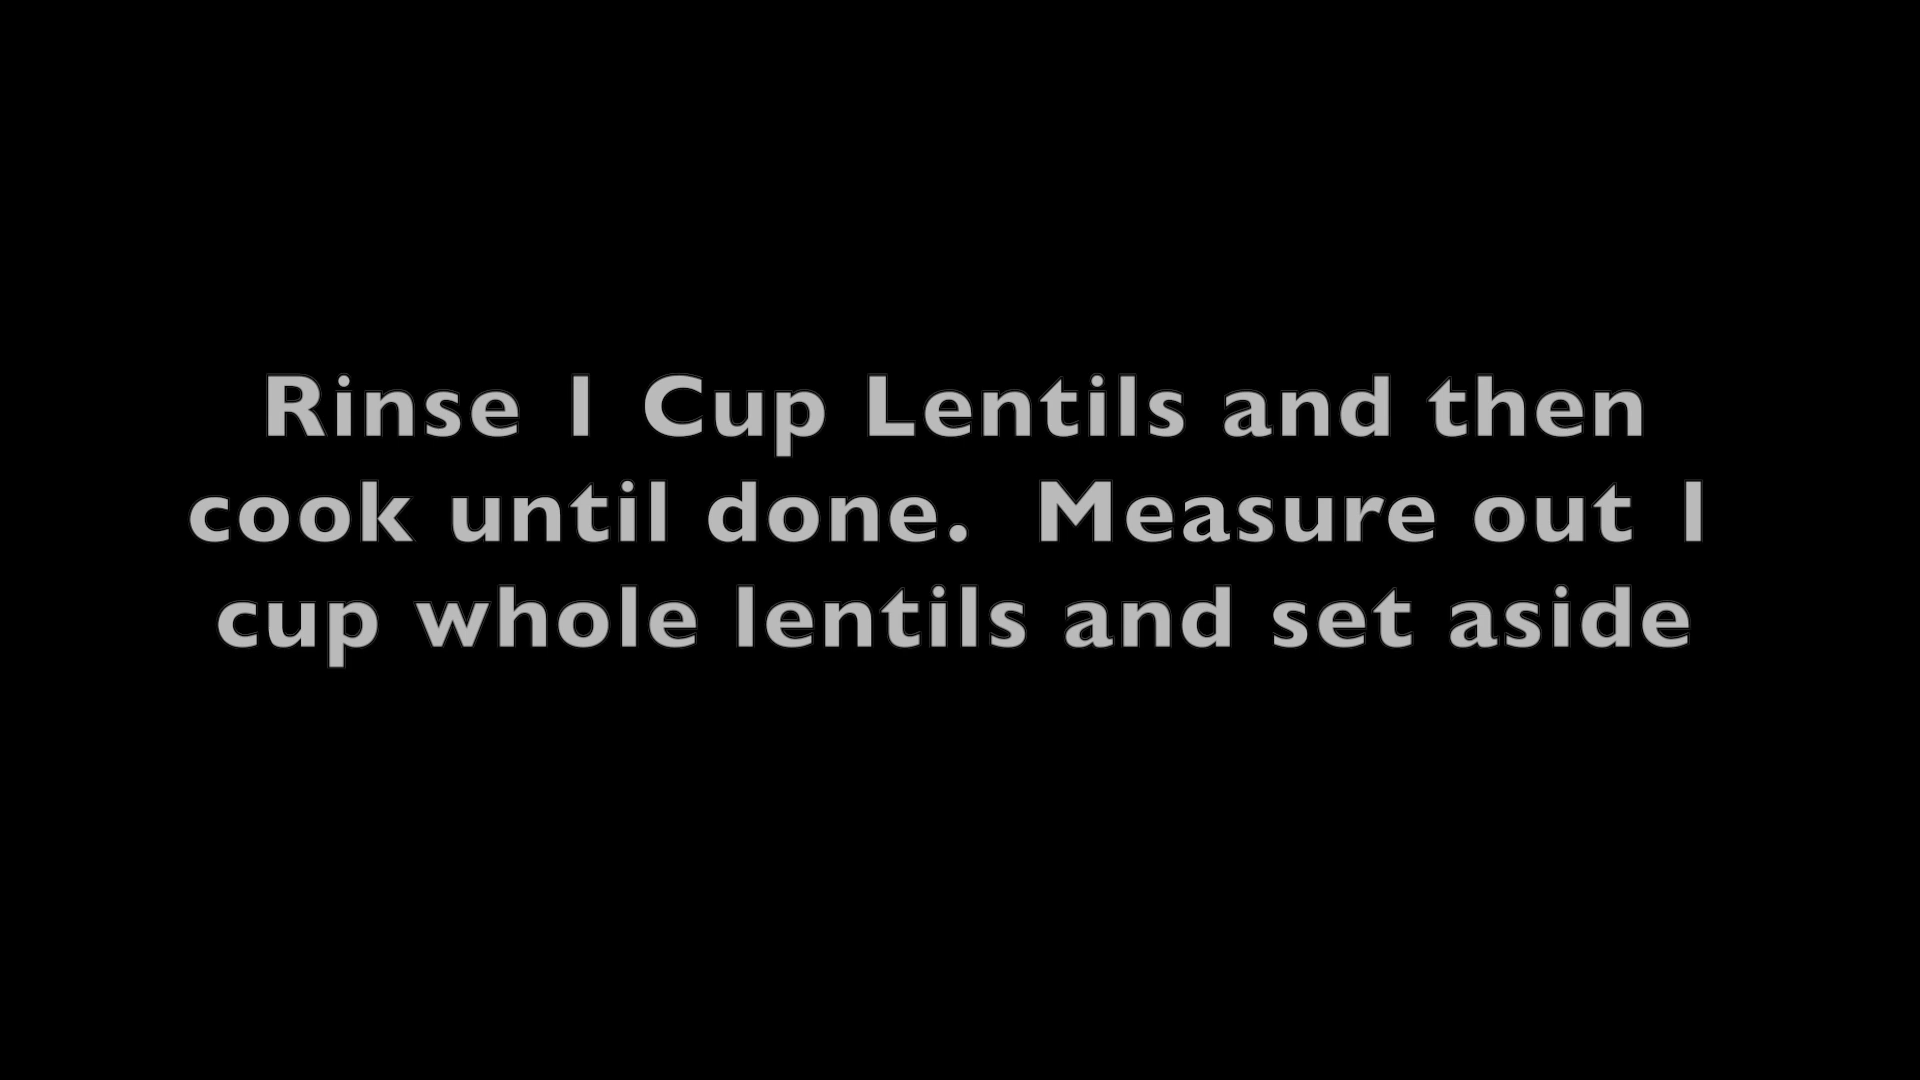 Rinse 1 Cup Lentils and then
cook until done.  Measure out 1
cup whole lentils and set aside